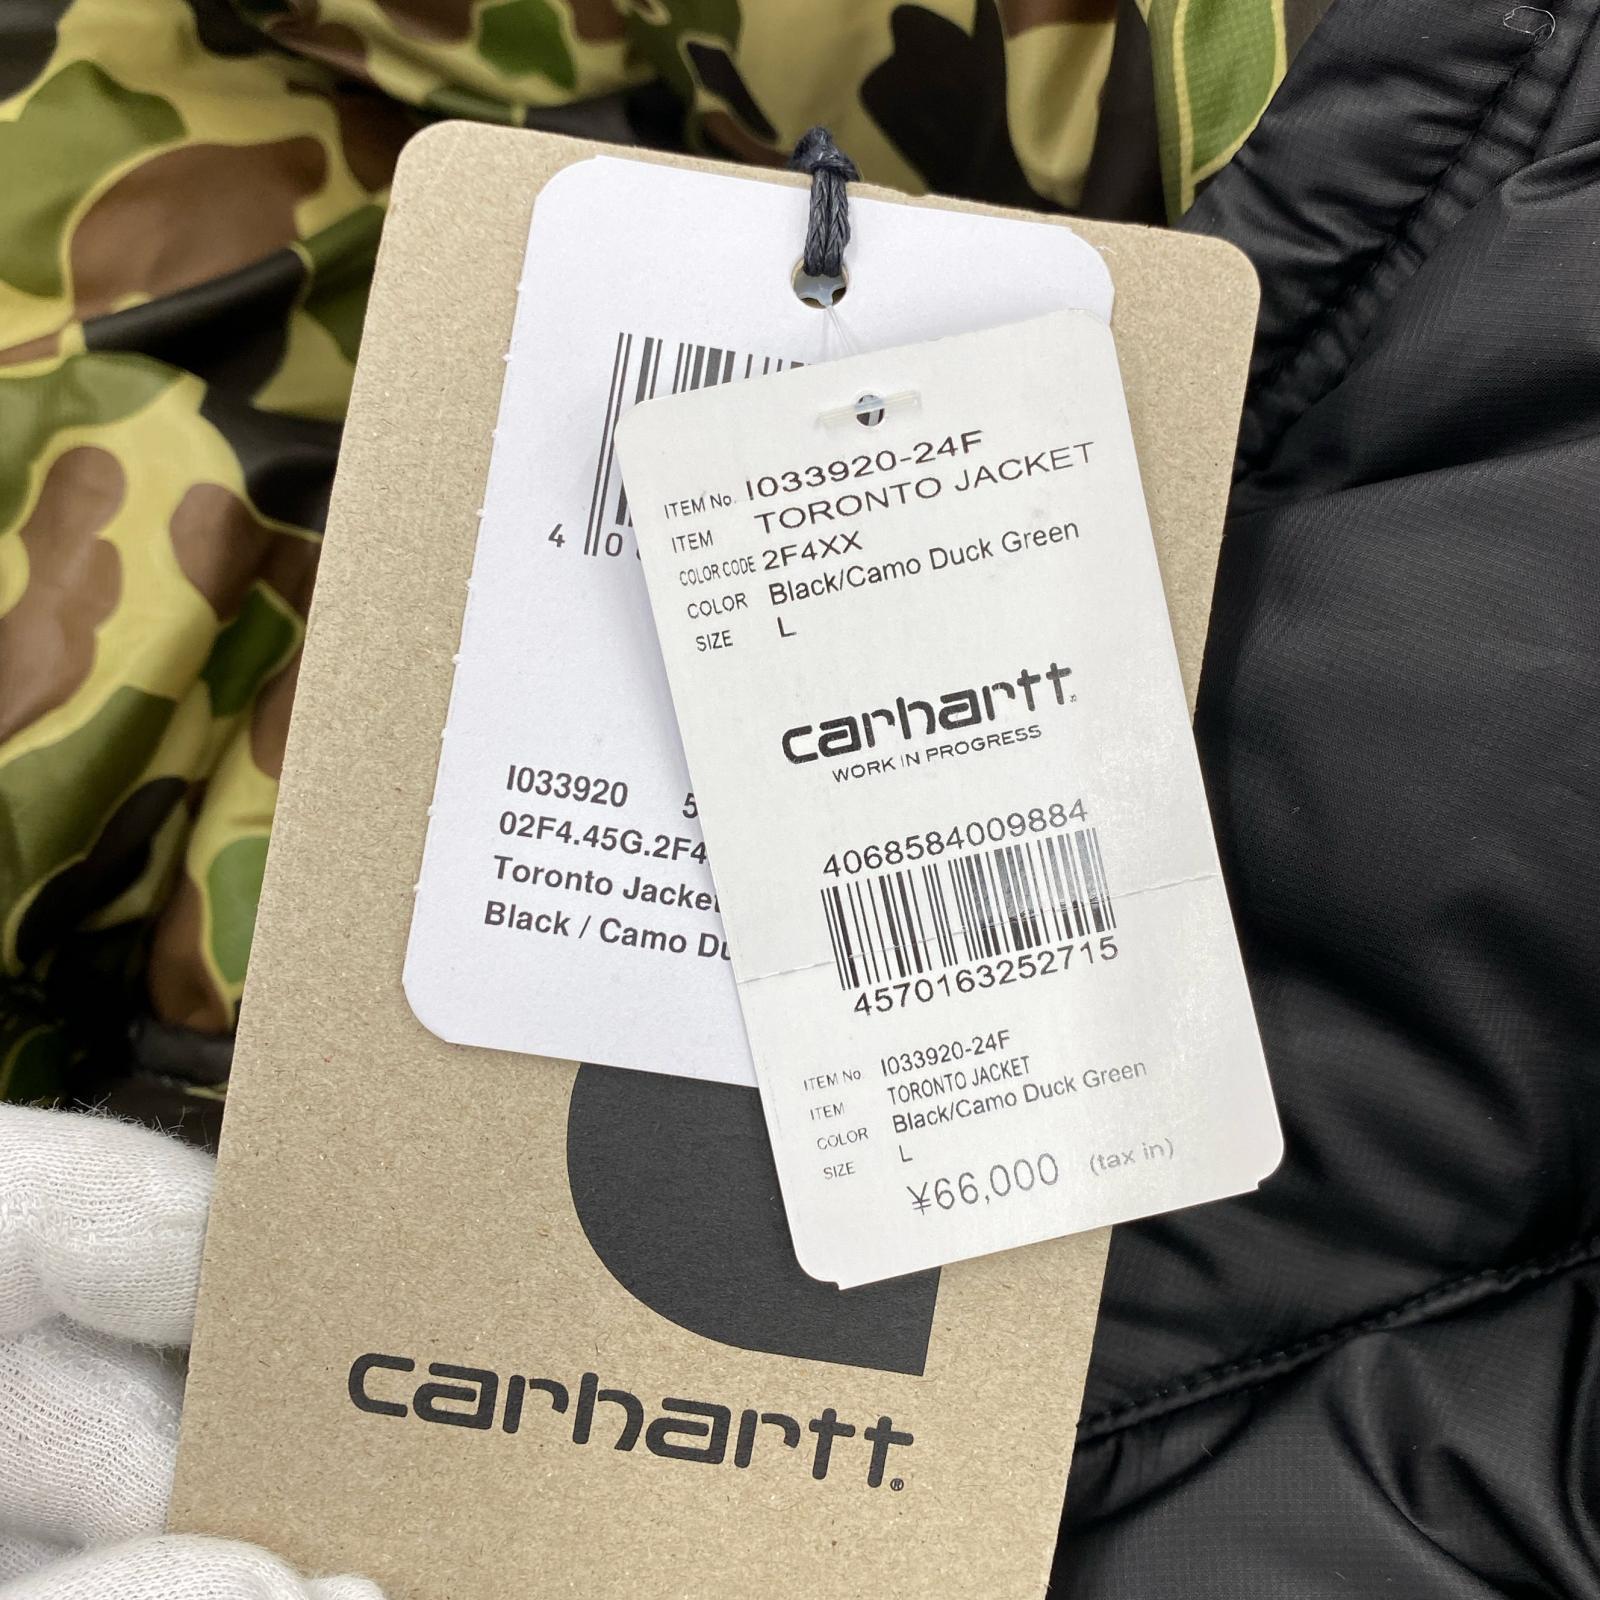 ITEM No. I033920-24F
ITEM TORONTO JACKET
COLOR CODE 2F4XX
COLOR Black/Camo Duck Green
SIZE L
carhartt
WORK IN PROGRESS
4068584009884
4570163252715
ITEM No I033920-24F
ITEM TORONTO JACKET
COLOR Black/Camo Duck Green
SIZE L
¥66,000 (tax in)
4 0
I033920 5
02F4.45G.2F4
Toronto Jacket
Black / Camo Du
carhartt®